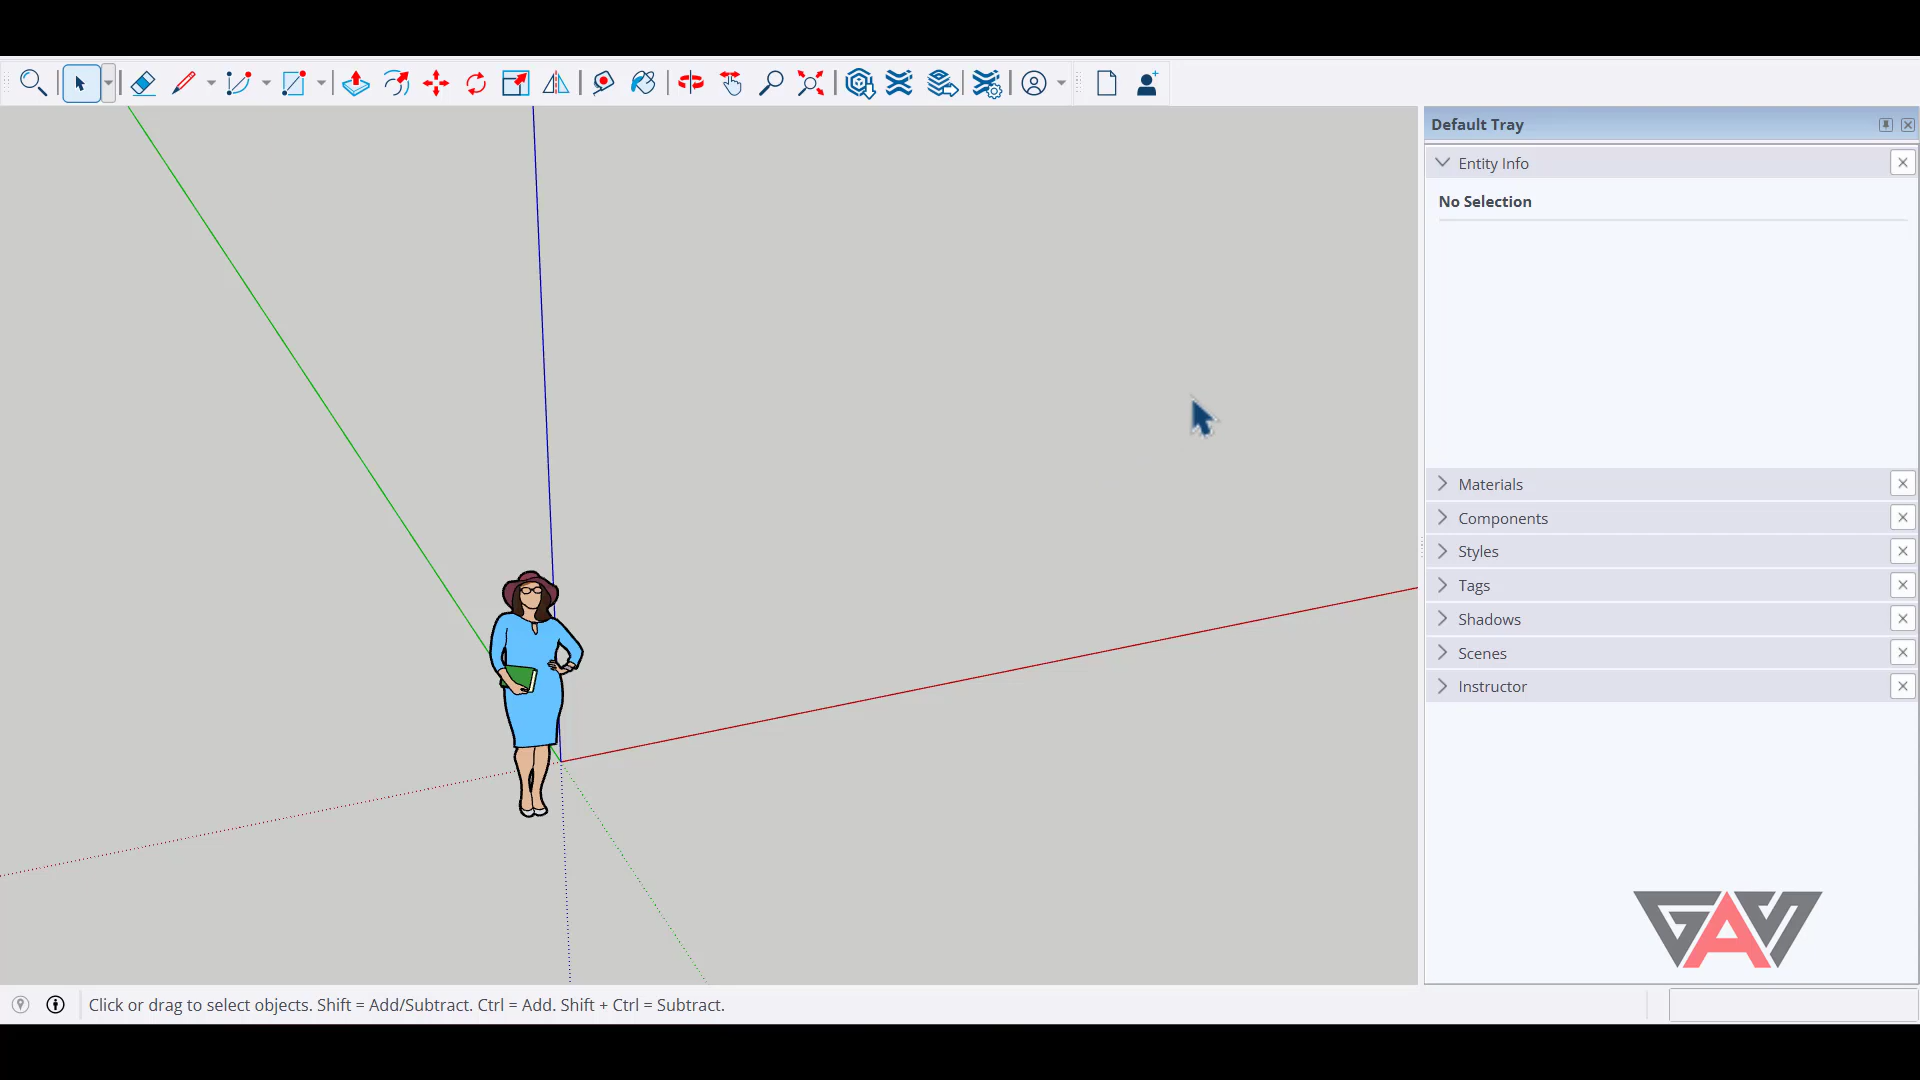 Default Tray
Entity Info
No Selection
Materials
Components
Styles
Tags
Shadows
Scenes
Instructor
GAS
Click or drag to select objects. Shift = Add/Subtract. Ctrl = Add. Shift + Ctrl = Subtract.